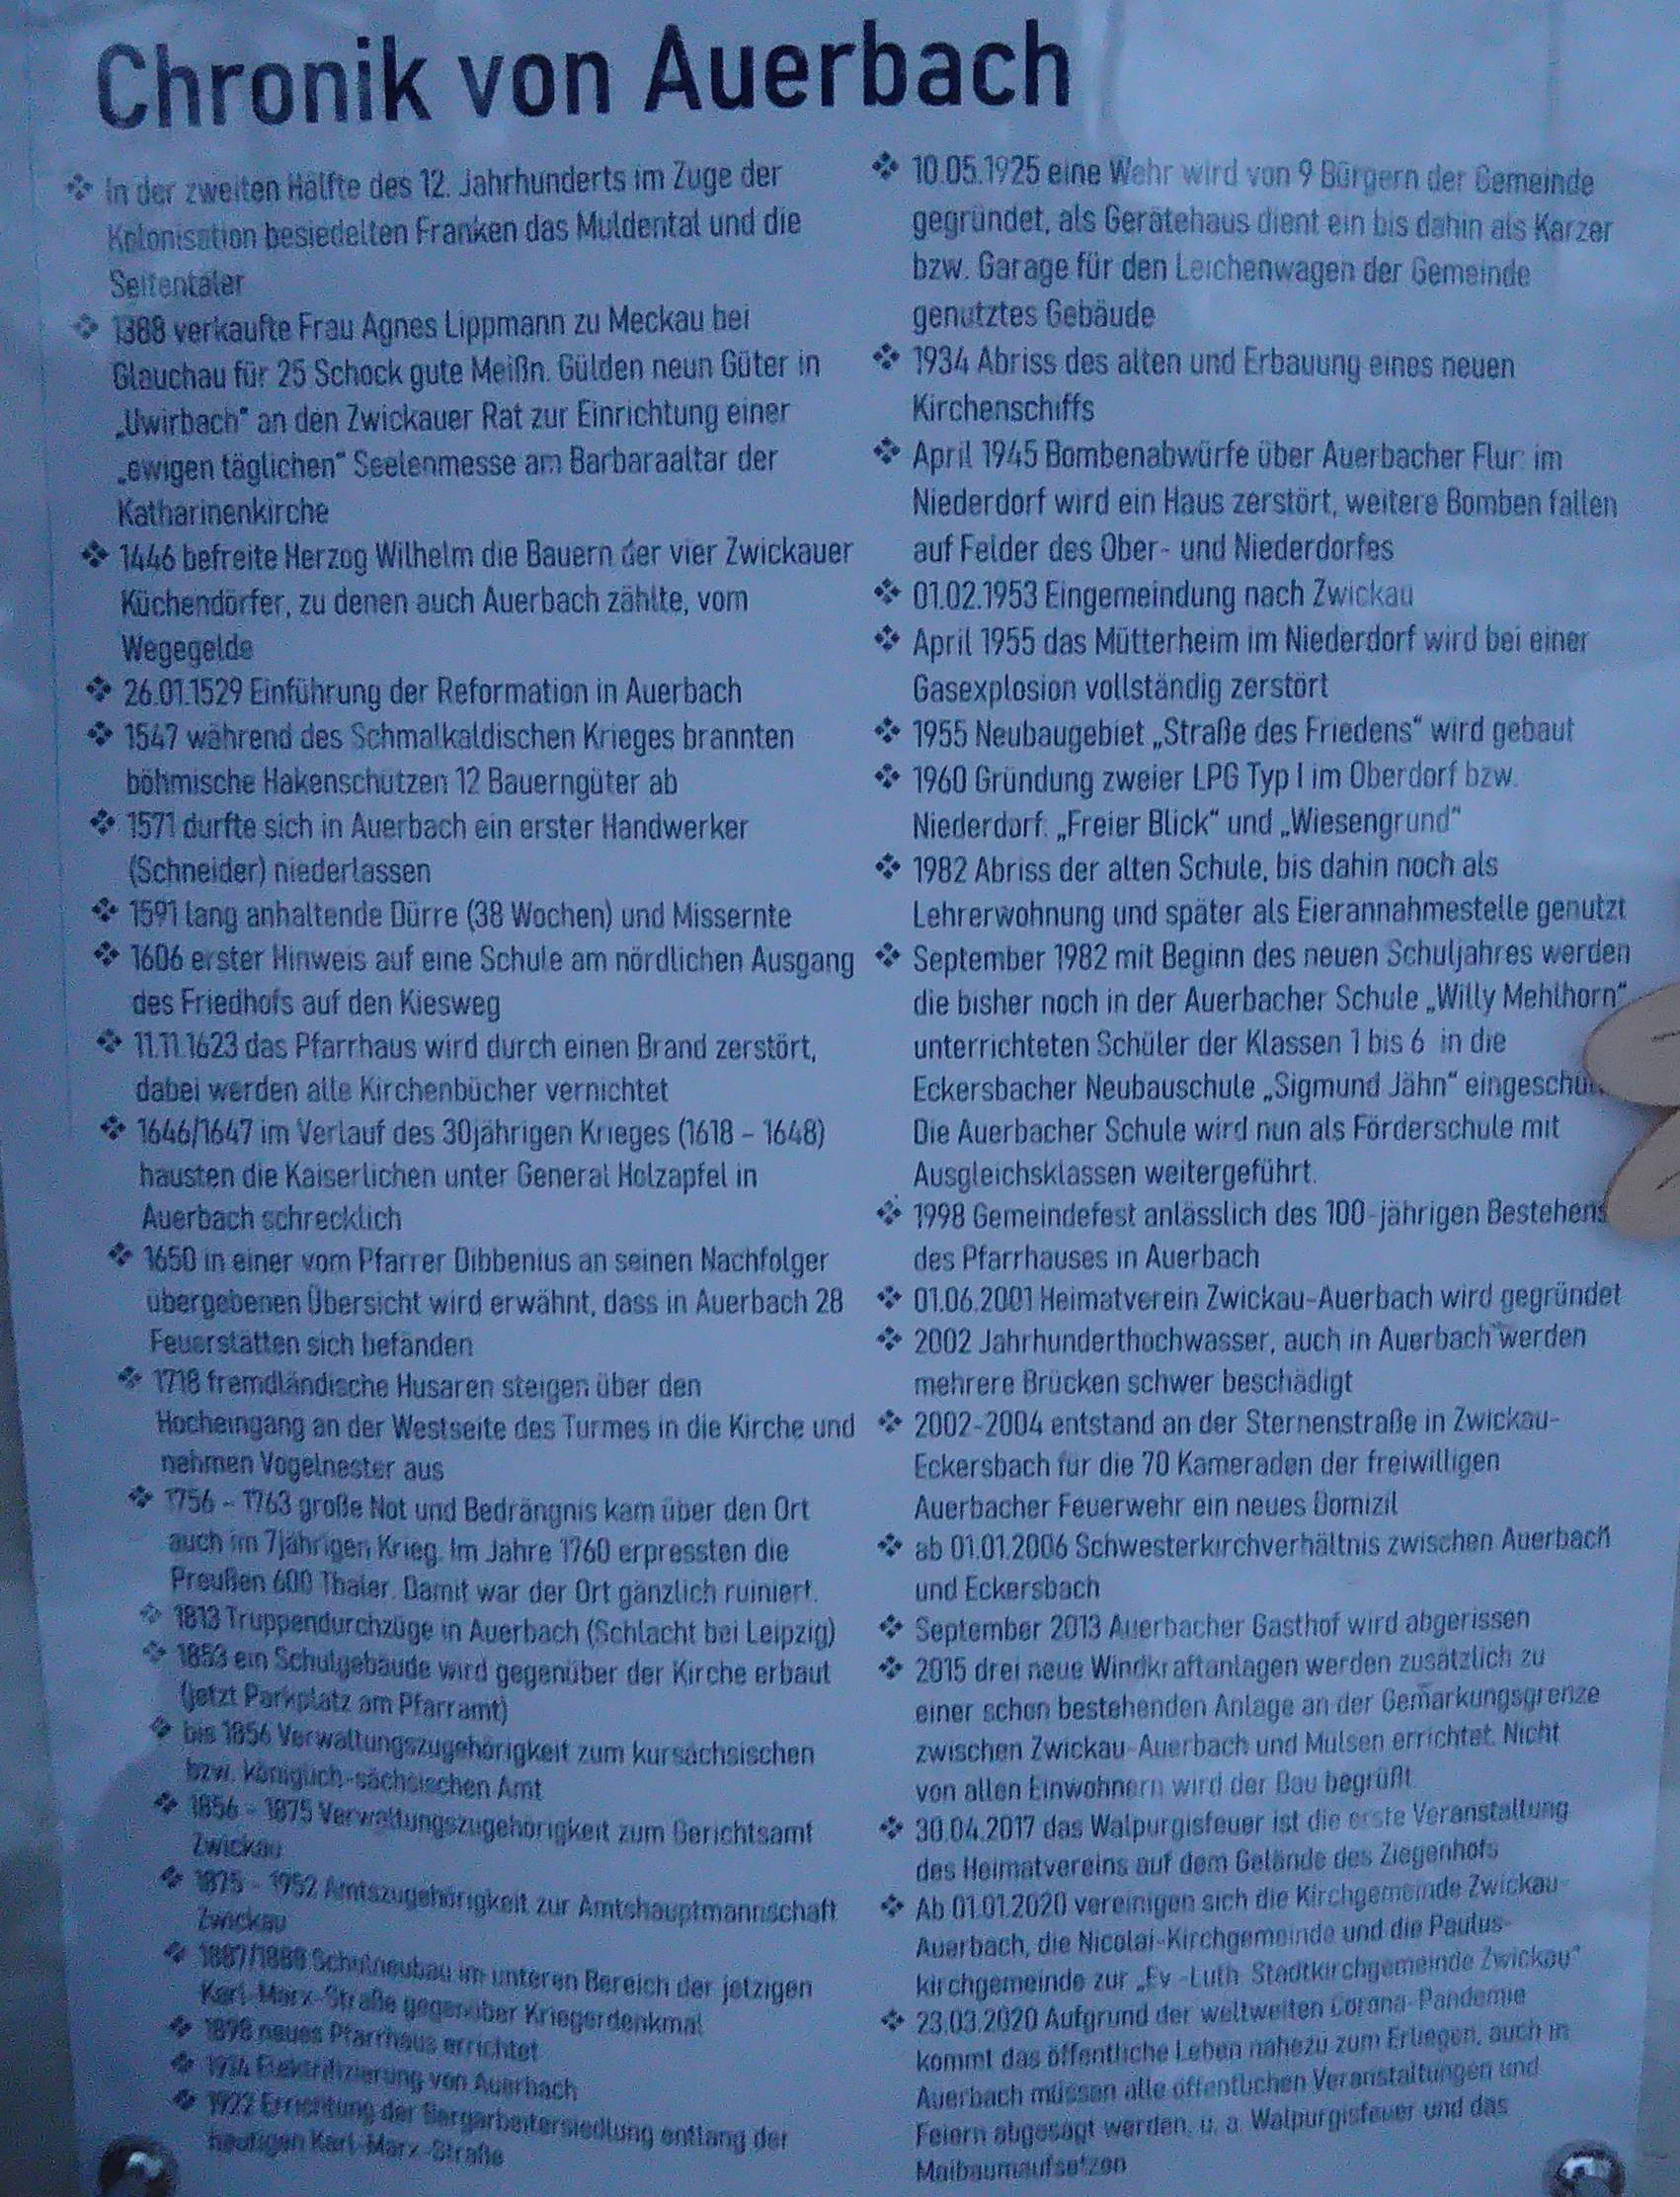 Chronik von Auerbach
❖ In der zweiten Hälfte des 12. Jahrhunderts im Zuge der
Kolonisation besiedelten Franken das Muldental und die
Seitentäler
❖ 1388 verkaufte Frau Agnes Lippmann zu Meckau bei
Glauchau für 25 Schock gute Meißn. Gülden neun Güter in
„Uwirbach“ an den Zwickauer Rat zur Einrichtung einer
„ewigen täglichen“ Seelenmesse am Barbaraaltar der
Katharinenkirche
❖ 1446 befreite Herzog Wilhelm die Bauern der vier Zwickauer
Küchendörfer, zu denen auch Auerbach zählte, vom
Wegegelde
❖ 26.01.1529 Einführung der Reformation in Auerbach
❖ 1547 während des Schmalkaldischen Krieges brannten
böhmische Hakenschützen 12 Bauerngüter ab
❖ 1571 durfte sich in Auerbach ein erster Handwerker
(Schneider) niederlassen
❖ 1591 lang anhaltende Dürre (38 Wochen) und Missernte
❖ 1606 erster Hinweis auf eine Schule am nördlichen Ausgang
des Friedhofs auf den Kiesweg
❖ 11.11.1623 das Pfarrhaus wird durch einen Brand zerstört,
dabei werden alle Kirchenbücher vernichtet
❖ 1646/1647 im Verlauf des 30jährigen Krieges (1618 – 1648)
hausten die Kaiserlichen unter General Holzapfel in
Auerbach schrecklich
❖ 1650 in einer vom Pfarrer Dibbenius an seinen Nachfolger
übergebenen Übersicht wird erwähnt, dass in Auerbach 28
Feuerstätten sich befänden
❖ 1718 fremdländische Husaren steigen über den
Hocheingang an der Westseite des Turmes in die Kirche und
nehmen Vogelnester aus
❖ 1756 – 1763 große Not und Bedrängnis kam über den Ort
auch im 7jährigen Krieg. Im Jahre 1760 erpressten die
Preußen 600 Thaler. Damit war der Ort gänzlich ruiniert.
❖ 1813 Truppendurchzüge in Auerbach (Schlacht bei Leipzig)
❖ 1853 ein Schulgebäude wird gegenüber der Kirche erbaut
(jetzt Parkplatz am Pfarramt)
❖ bis 1856 Verwaltungszugehörigkeit zum kursächsischen
bzw. königlich-sächsischen Amt
❖ 1856 – 1875 Verwaltungszugehörigkeit zum Gerichtsamt
Zwickau
❖ 1875 – 1952 Amtszugehörigkeit zur Amtshauptmannschaft
Zwickau
❖ 1887/1888 Schulneubau im unteren Bereich der jetzigen
Karl-Marx-Straße gegenüber Kriegerdenkmal
❖ 1898 neues Pfarrhaus errichtet
❖ 1914 Elektrifizierung von Auerbach
❖ 1922 Errichtung der Bergarbeitersiedlung entlang der
heutigen Karl-Marx-Straße
❖ 10.05.1925 eine Wehr wird von 9 Bürgern der Gemeinde
gegründet, als Gerätehaus dient ein bis dahin als Karzer
bzw. Garage für den Leichenwagen der Gemeinde
genutztes Gebäude
❖ 1934 Abriss des alten und Erbauung eines neuen
Kirchenschiffs
❖ April 1945 Bombenabwürfe über Auerbacher Flur: im
Niederdorf wird ein Haus zerstört, weitere Bomben fallen
auf Felder des Ober- und Niederdorfes
❖ 01.02.1953 Eingemeindung nach Zwickau
❖ April 1955 das Mütterheim im Niederdorf wird bei einer
Gasexplosion vollständig zerstört
❖ 1955 Neubaugebiet „Straße des Friedens“ wird gebaut
❖ 1960 Gründung zweier LPG Typ I im Oberdorf bzw.
Niederdorf: „Freier Blick“ und „Wiesengrund“
❖ 1982 Abriss der alten Schule, bis dahin noch als
Lehrerwohnung und später als Eierannahmestelle genutzt
❖ September 1982 mit Beginn des neuen Schuljahres werden
die bisher noch in der Auerbacher Schule „Willy Mehlhorn“
unterrichteten Schüler der Klassen 1 bis 6 in die
Eckersbacher Neubauschule „Sigmund Jähn“
Die Auerbacher Schule wird nun als Förderschule mit
Ausgleichsklassen weitergeführt.
❖ 1998 Gemeindefest anlässlich des 100-jährigen Bestehens
des Pfarrhauses in Auerbach
❖ 01.06.2001 Heimatverein Zwickau-Auerbach wird gegründet
❖ 2002 Jahrhunderthochwasser, auch in Auerbach werden
mehrere Brücken schwer beschädigt
❖ 2002-2004 entstand an der Sternenstraße in Zwickau-
Eckersbach für die 70 Kameraden der freiwilligen
Auerbacher Feuerwehr ein neues Domizil
❖ ab 01.01.2006 Schwesterkirchverhältnis zwischen Auerbach
und Eckersbach
❖ September 2013 Auerbacher Gasthof wird abgerissen
❖ 2015 drei neue Windkraftanlagen werden zusätzlich zu
einer schon bestehenden Anlage an der Gemarkungsgrenze
zwischen Zwickau-Auerbach und Mülsen errichtet. Nicht
von allen Einwohnern wird der Bau begrüßt.
❖ 30.04.2017 das Walpurgisfeuer ist die erste Veranstaltung
des Heimatvereins auf dem Gelände des Ziegenhofs
❖ Ab 01.01.2020 vereinigen sich die Kirchgemeinde Zwickau-
Auerbach, die Nicolai-Kirchgemeinde und die Paulus-
kirchgemeinde zur „Ev.-Luth. Stadtkirchgemeinde Zwickau“
❖ 23.03.2020 Aufgrund der weltweiten Corona-Pandemie
kommt das öffentliche Leben nahezu zum Erliegen, auch in
Auerbach müssen alle öffentlichen Veranstaltungen und
Feiern abgesagt werden, u. a. Walpurgisfeuer und das
Maibaumaufsetzen